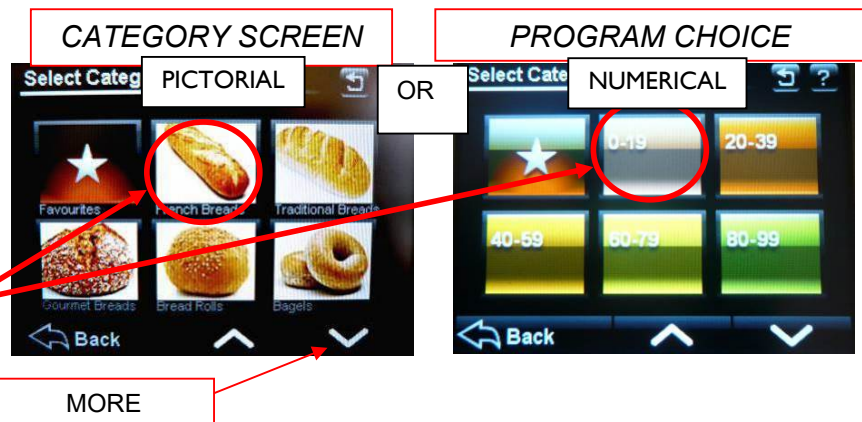 CATEGORY SCREEN
PROGRAM CHOICE
Select Categ
PICTORIAL
OR
Select Cate
NUMERICAL
?
Favourites
French Breads
Traditional Breads
0-19
20-39
Gourmet Breads
Bread Rolls
Bagels
40-59
60-79
80-99
Back
Back
MORE